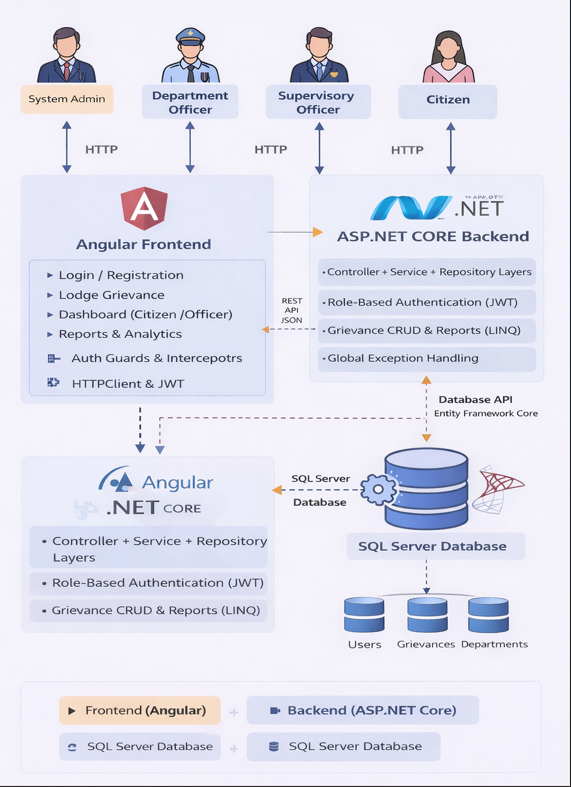 System Admin
Department
Officer
Supervisory
Officer
Citizen
HTTP
HTTP
HTTP
Angular Frontend
Login / Registration
Lodge Grievance
Dashboard (Citizen /Officer)
Reports & Analytics
Auth Guards & Intercepotrs
HTTPClient & JWT
REST
API
JSON
.NET
ASP.NET CORE Backend
• Controller + Service + Repository Layers
• Role-Based Authentication (JWT)
• Grievance CRUD & Reports (LINQ)
• Global Exception Handling
Database API
Entity Framework Core
Angular
.NET CORE
• Controller + Service + Repository
Layers
• Role-Based Authentication (JWT)
• Grievance CRUD & Reports (LINQ)
SQL Server
Database
SQL Server Database
Users
Grievances
Departments
Frontend (Angular)
+
Backend (ASP.NET Core)
SQL Server Database
+
SQL Server Database